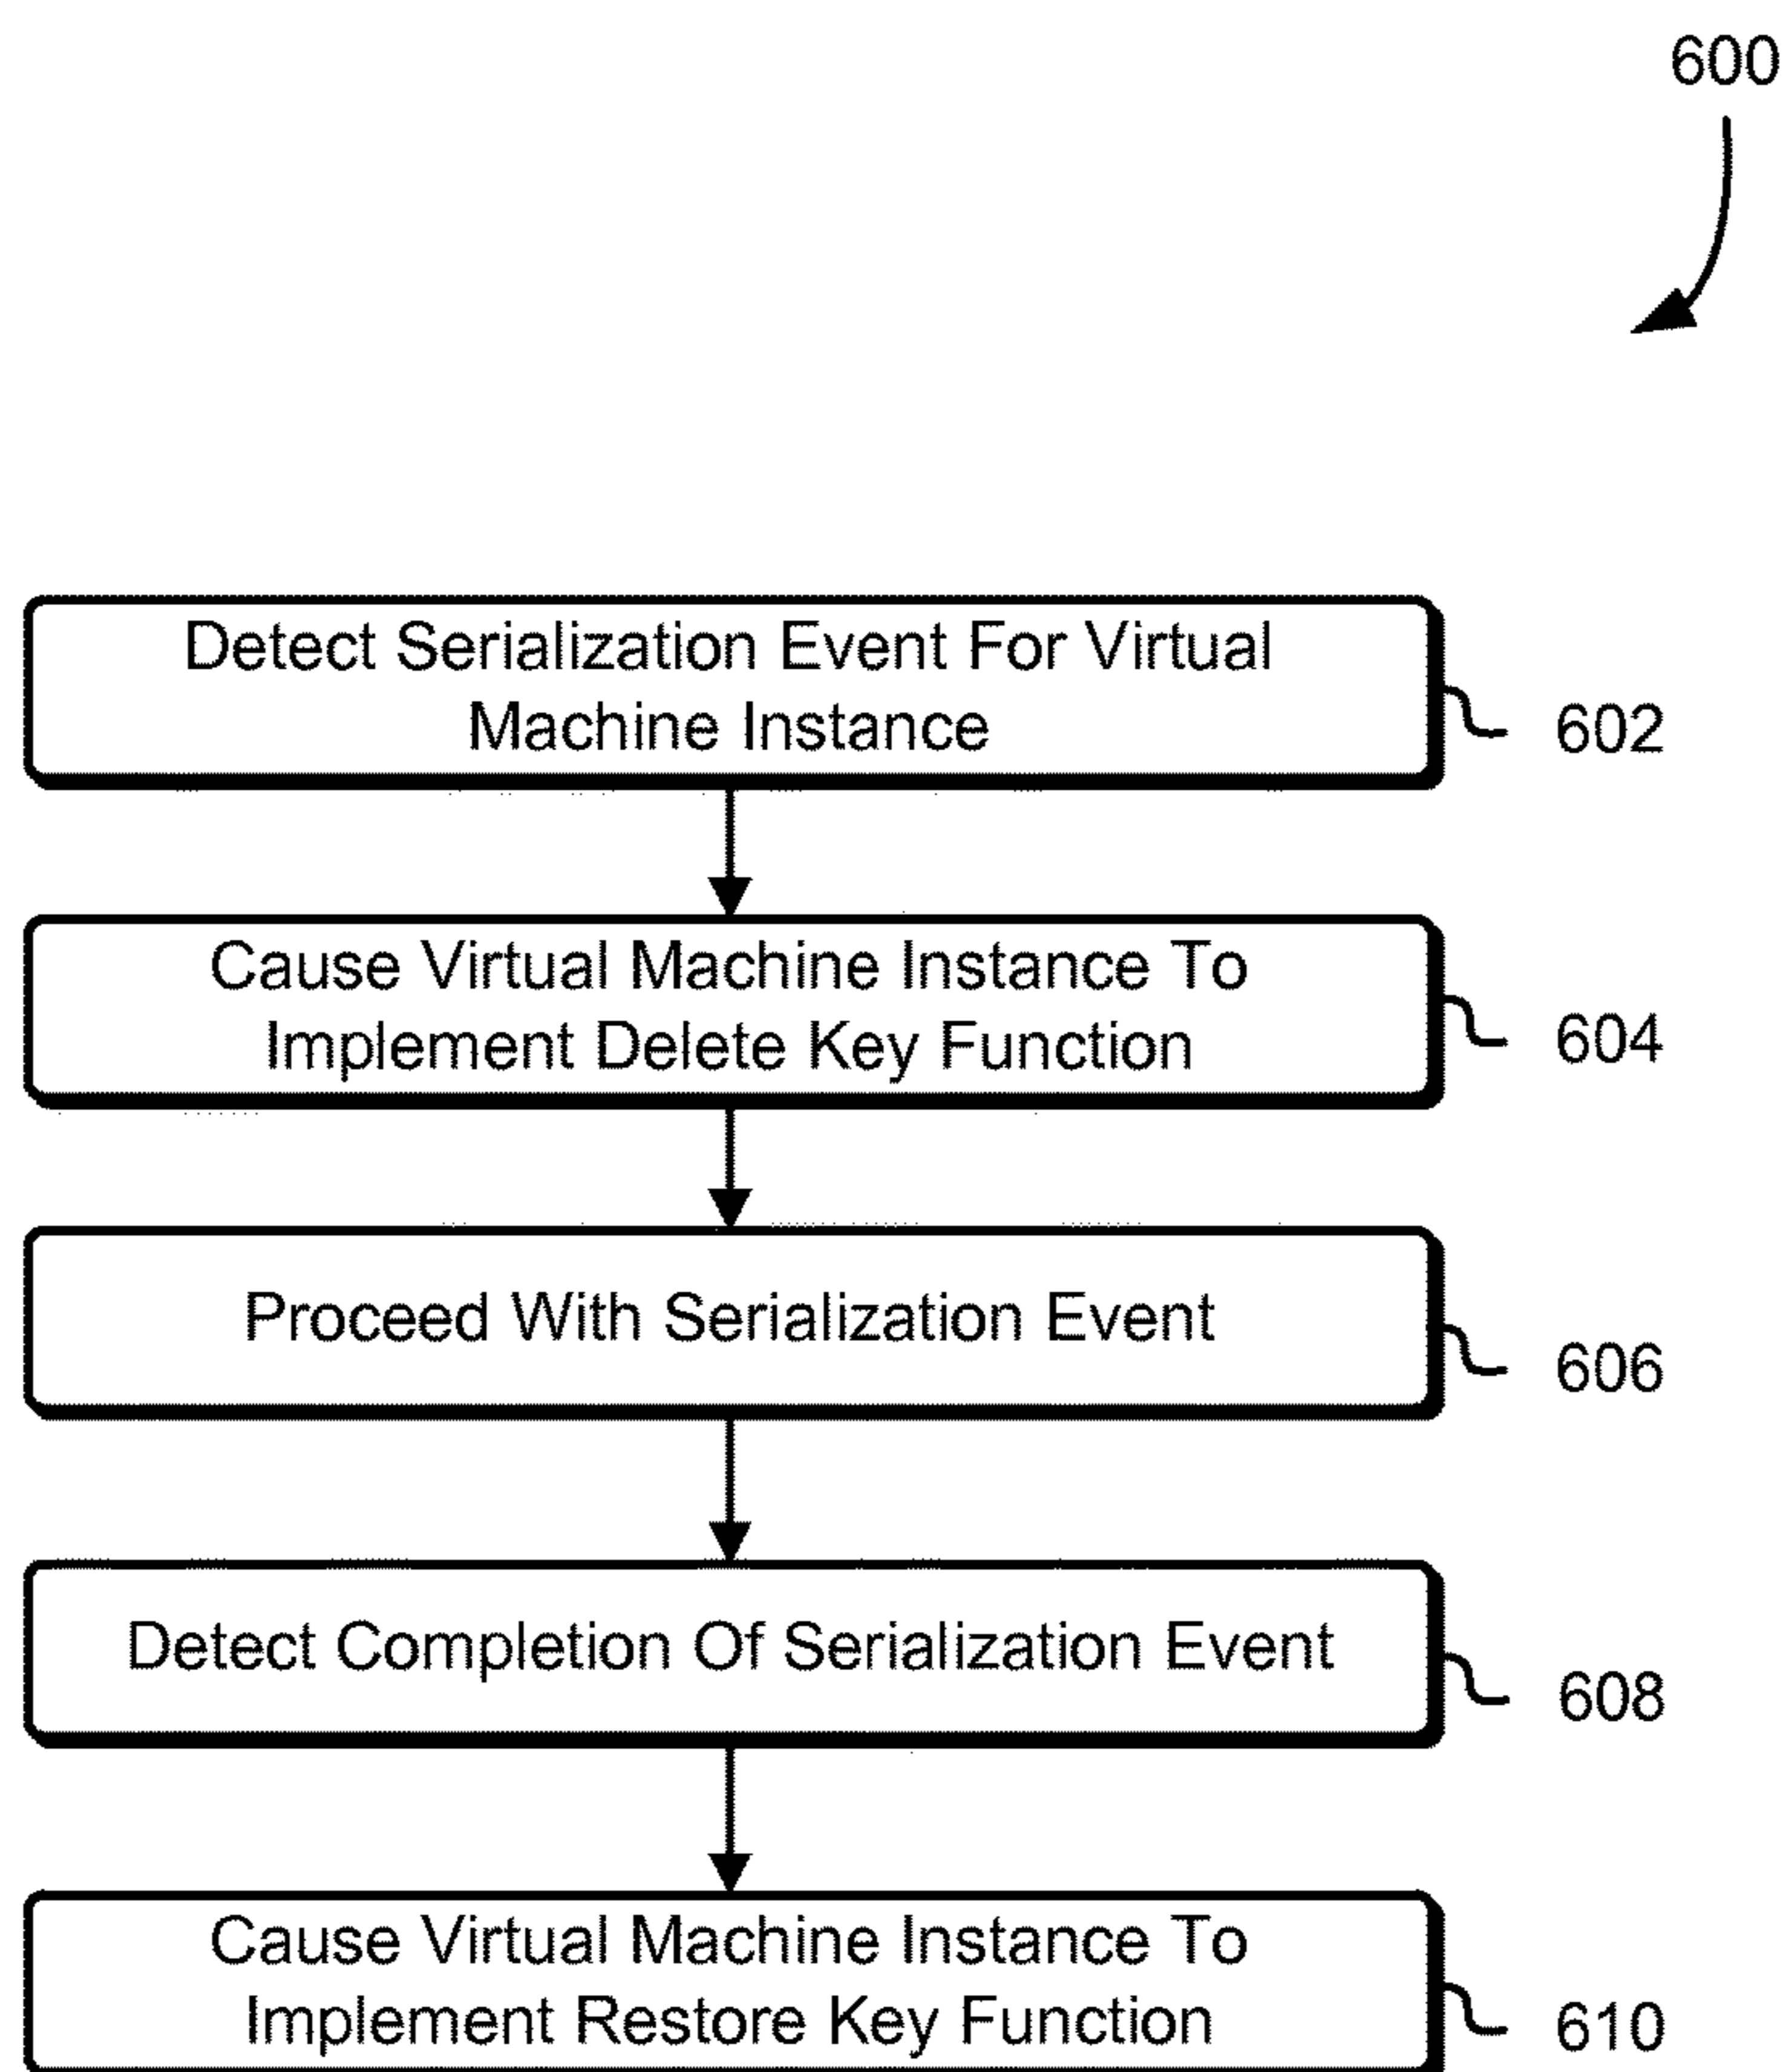 600
Detect Serialization Event For Virtual
Machine Instance
602
Cause Virtual Machine Instance To
Implement Delete Key Function
604
Proceed With Serialization Event
606
Detect Completion Of Serialization Event
608
Cause Virtual Machine Instance To
Implement Restore Key Function
610